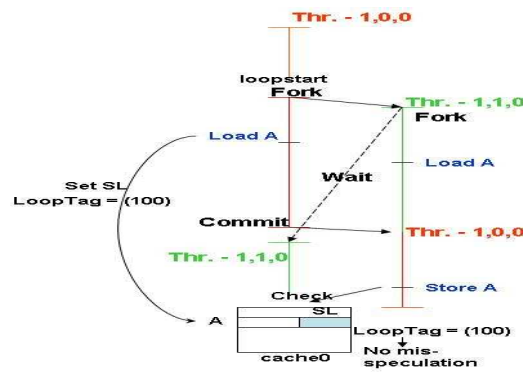 Thr. - 1,0,0
loopstart
Fork
Thr. - 1,1,0
Fork
Load A
Load A
Set SL
LoopTag = (100)
Wait
Commit
Thr. - 1,0,0
Thr. - 1,1,0
Check
Store A
A
SL
LoopTag = (100)
cache0
No mis-
speculation